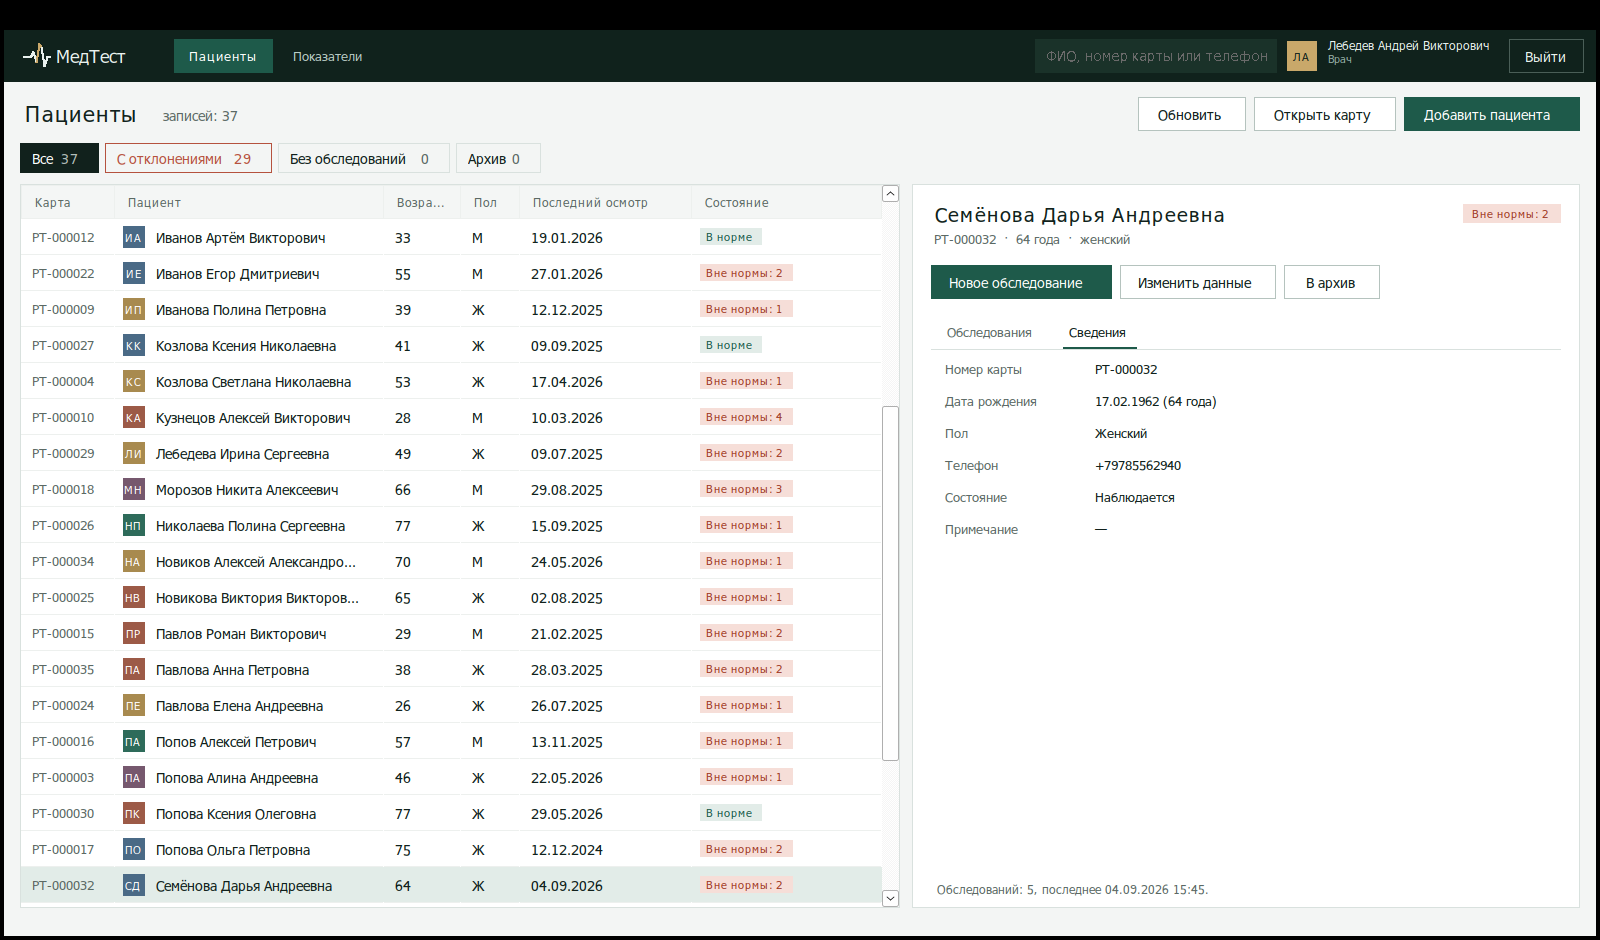 МедТест
Пациенты
Показатели
ФИО, номер карты или телефон
ЛА
Лебедев Андрей Викторович
Врач
Выйти
Пациенты
записей: 37
Обновить
Открыть карту
Добавить пациента
Все 37
С отклонениями 29
Без обследований 0
Архив 0
Карта Пациент Возра... Пол Последний осмотр Состояние
PT-000012 ИА Иванов Артём Викторович 33 М 19.01.2026 В норме
PT-000022 ИЕ Иванов Егор Дмитриевич 55 М 27.01.2026 Вне нормы: 2
PT-000009 ИП Иванова Полина Петровна 39 Ж 12.12.2025 Вне нормы: 1
PT-000027 КК Козлова Ксения Николаевна 41 Ж 09.09.2025 В норме
PT-000004 КС Козлова Светлана Николаевна 53 Ж 17.04.2026 Вне нормы: 1
PT-000010 КА Кузнецов Алексей Викторович 28 М 10.03.2026 Вне нормы: 4
PT-000029 ЛИ Лебедева Ирина Сергеевна 49 Ж 09.07.2025 Вне нормы: 2
PT-000018 МН Морозов Никита Алексеевич 66 М 29.08.2025 Вне нормы: 3
PT-000026 НП Николаева Полина Сергеевна 77 Ж 15.09.2025 Вне нормы: 1
PT-000034 НА Новиков Алексей Александро... 70 М 24.05.2026 Вне нормы: 1
PT-000025 НВ Новикова Виктория Викторов... 65 Ж 02.08.2025 Вне нормы: 1
PT-000015 ПР Павлов Роман Викторович 29 М 21.02.2025 Вне нормы: 2
PT-000035 ПА Павлова Анна Петровна 38 Ж 28.03.2025 Вне нормы: 2
PT-000024 ПЕ Павлова Елена Андреевна 26 Ж 26.07.2025 Вне нормы: 1
PT-000016 ПА Попов Алексей Петрович 57 М 13.11.2025 Вне нормы: 1
PT-000003 ПА Попова Алина Андреевна 46 Ж 22.05.2026 Вне нормы: 1
PT-000030 ПК Попова Ксения Олеговна 77 Ж 29.05.2026 В норме
PT-000017 ПО Попова Ольга Петровна 75 Ж 12.12.2024 Вне нормы: 2
PT-000032 СД Семёнова Дарья Андреевна 64 Ж 04.09.2026 Вне нормы: 2
Семёнова Дарья Андреевна
Вне нормы: 2
PT-000032 · 64 года · женский
Новое обследование
Изменить данные
В архив
Обследования
Сведения
Номер карты PT-000032
Дата рождения 17.02.1962 (64 года)
Пол Женский
Телефон +79785562940
Состояние Наблюдается
Примечание —
Обследований: 5, последнее 04.09.2026 15:45.